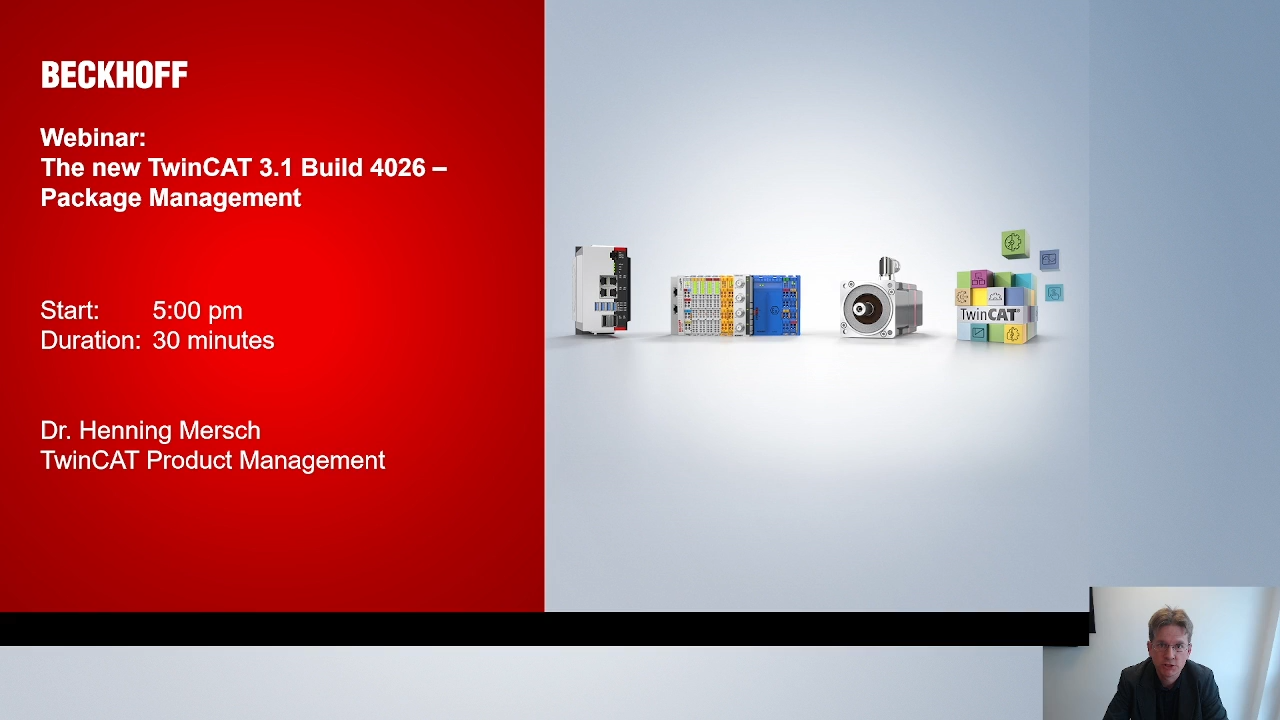 BECKHOFF
Webinar:
The new TwinCAT 3.1 Build 4026 –
Package Management
Start: 5:00 pm
Duration: 30 minutes
Dr. Henning Mersch
TwinCAT Product Management
TwinCAT®